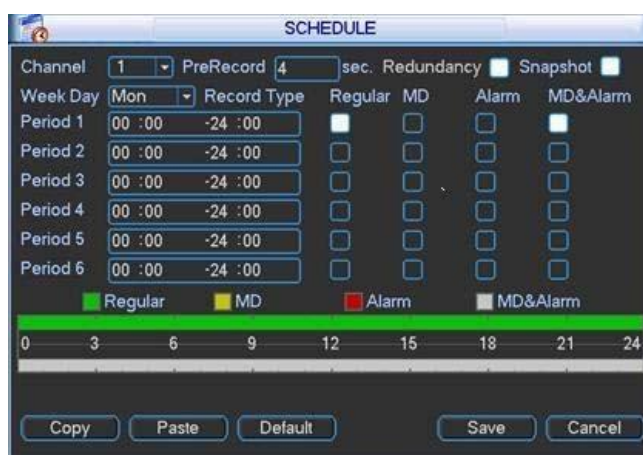 SCHEDULE
Channel 1 PreRecord 4 sec. Redundancy Snapshot
Week Day Mon Record Type Regular MD Alarm MD&Alarm
Period 1 00 :00 -24 :00
Period 2 00 :00 -24 :00
Period 3 00 :00 -24 :00
Period 4 00 :00 -24 :00
Period 5 00 :00 -24 :00
Period 6 00 :00 -24 :00
Regular MD Alarm MD&Alarm
0 3 6 9 12 15 18 21 24
Copy Paste Default Save Cancel